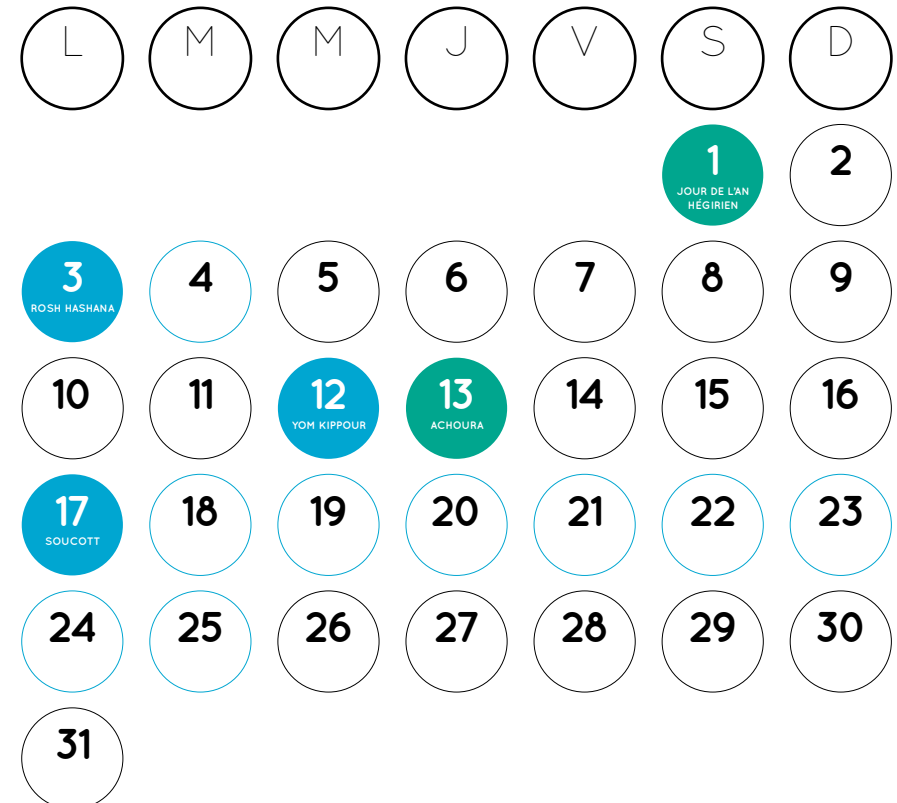 L M M J V S D
1 2
JOUR DE L'AN
HÉGIRIEN
3 4 5 6 7 8 9
ROSH HASHANA
10 11 12 13 14 15 16
YOM KIPPOUR ACHOURA
17 18 19 20 21 22 23
SOUCOTT
24 25 26 27 28 29 30
31